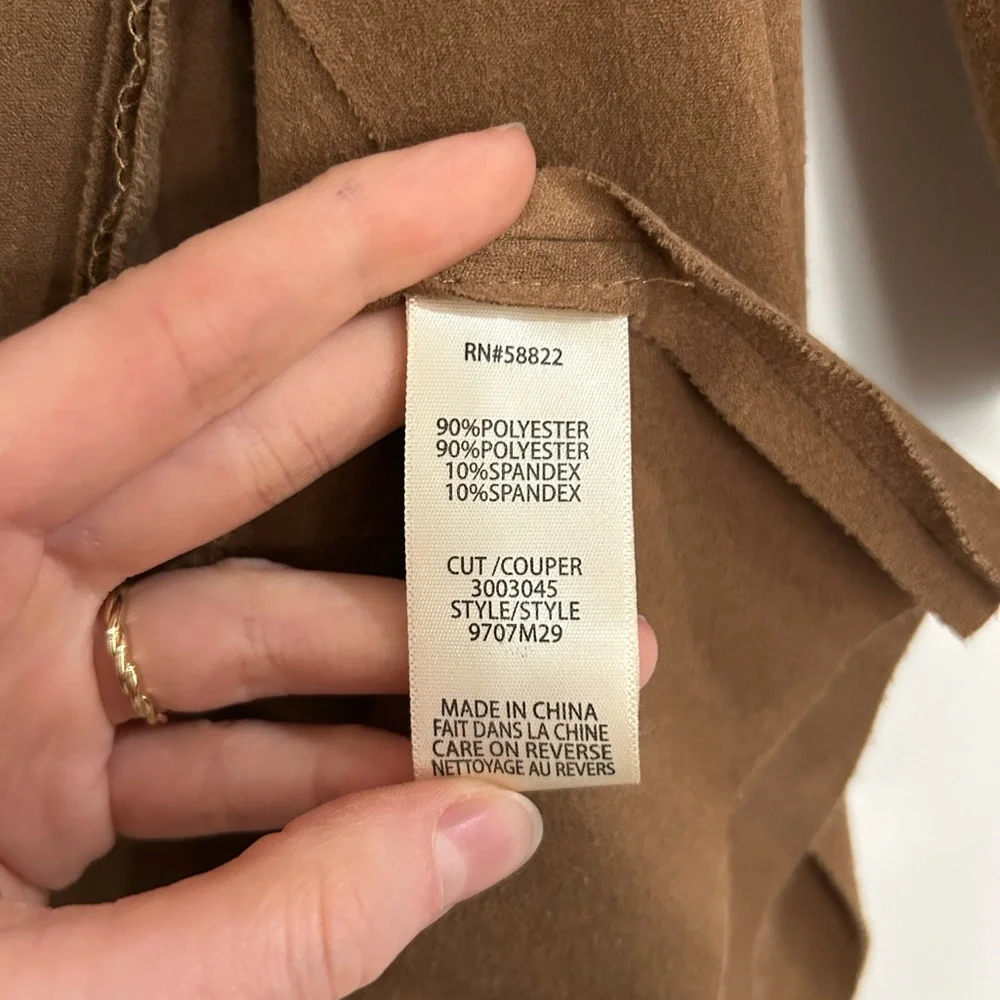 RN#58822
90%POLYESTER
90%POLYESTER
10%SPANDEX
10%SPANDEX
CUT /COUPER
3003045
STYLE/STYLE
9707M29
MADE IN CHINA
FAIT DANS LA CHINE
CARE ON REVERSE
NETTOYAGE AU REVERS